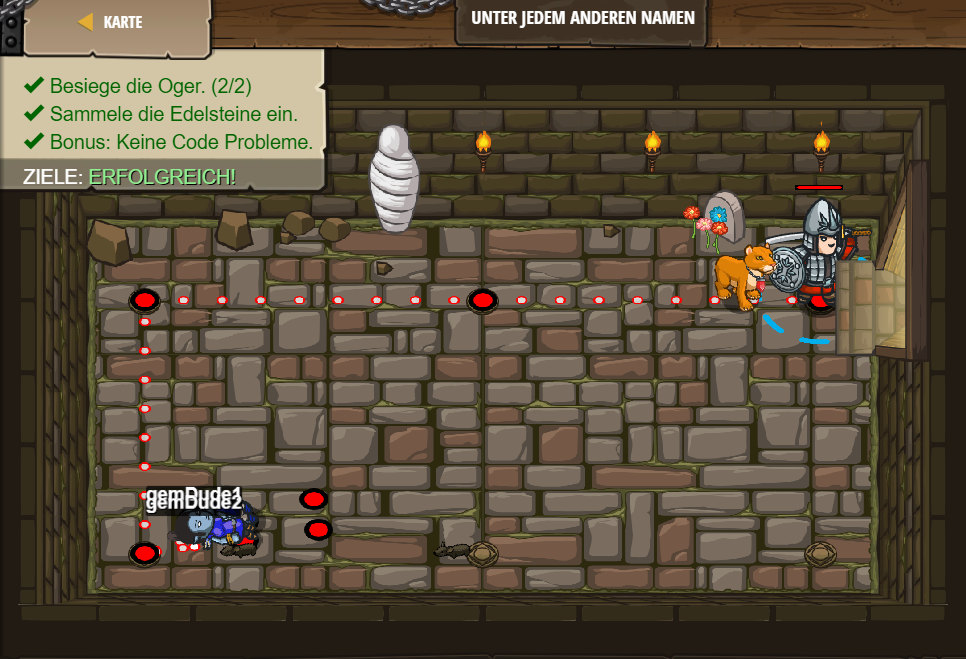 KARTE
UNTER JEDEM ANDEREN NAMEN
Besiege die Oger. (2/2)
Sammele die Edelsteine ein.
Bonus: Keine Code Probleme.
ZIELE: ERFOLGREICH!
gemDude1
gemDude2